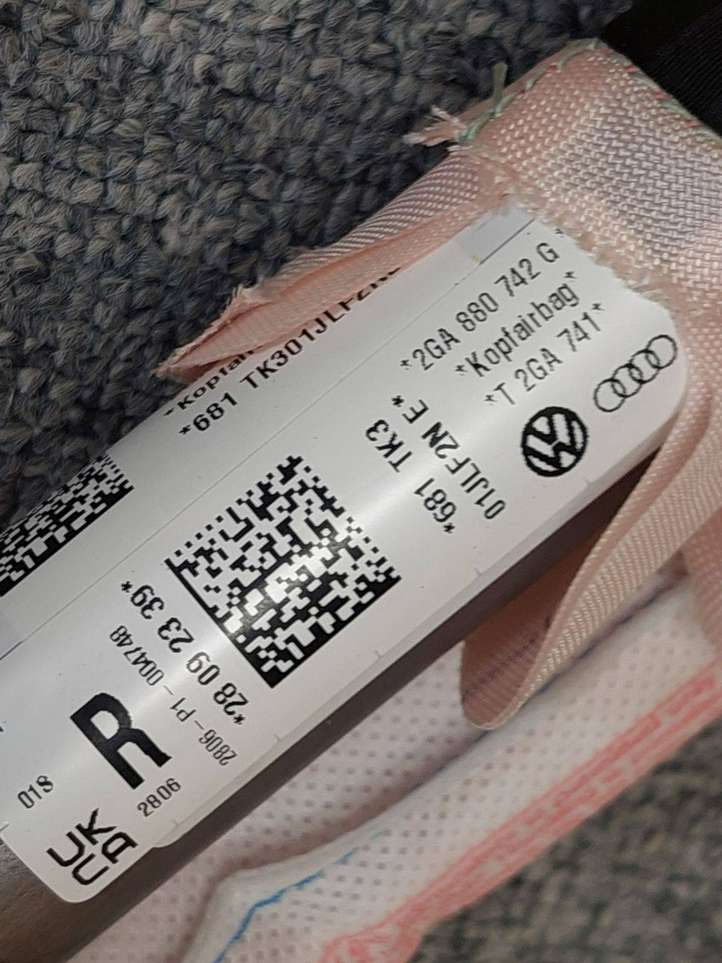 *2GA 880 742 G*
*Kopfairbag*
*T 2GA 741*
*681 TK3
01JLF2N E*
*681 TK301JLF2N
*28 09 23 39*
2806-P1-004748
R
2806
018